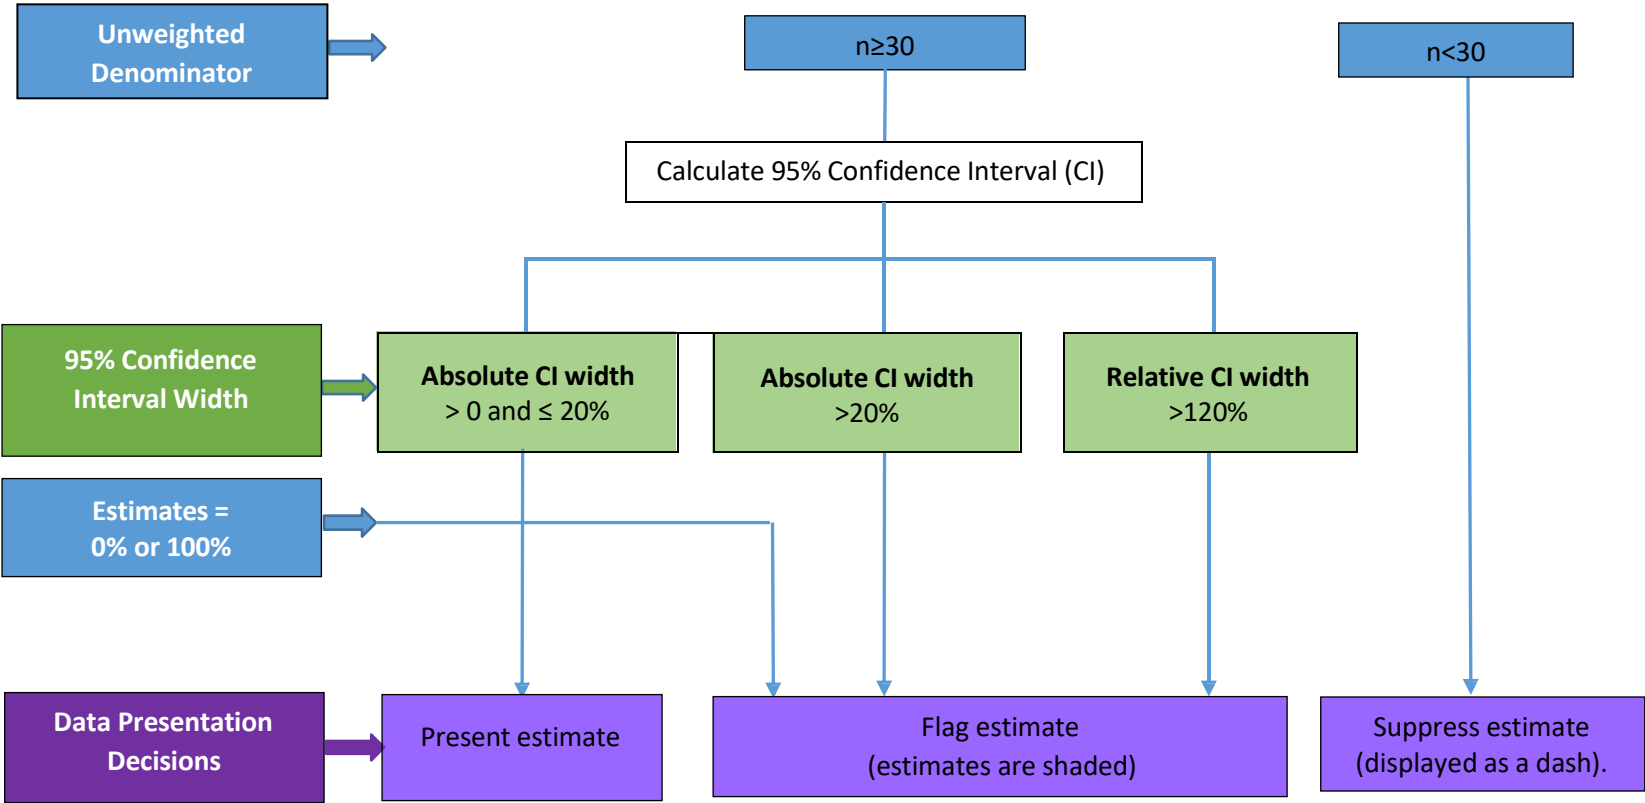 Unweighted
Denominator
n≥30
n<30
Calculate 95% Confidence Interval (CI)
95% Confidence
Interval Width
Absolute CI width
> 0 and ≤ 20%
Absolute CI width
>20%
Relative CI width
>120%
Estimates =
0% or 100%
Data Presentation
Decisions
Present estimate
Flag estimate
(estimates are shaded)
Suppress estimate
(displayed as a dash).